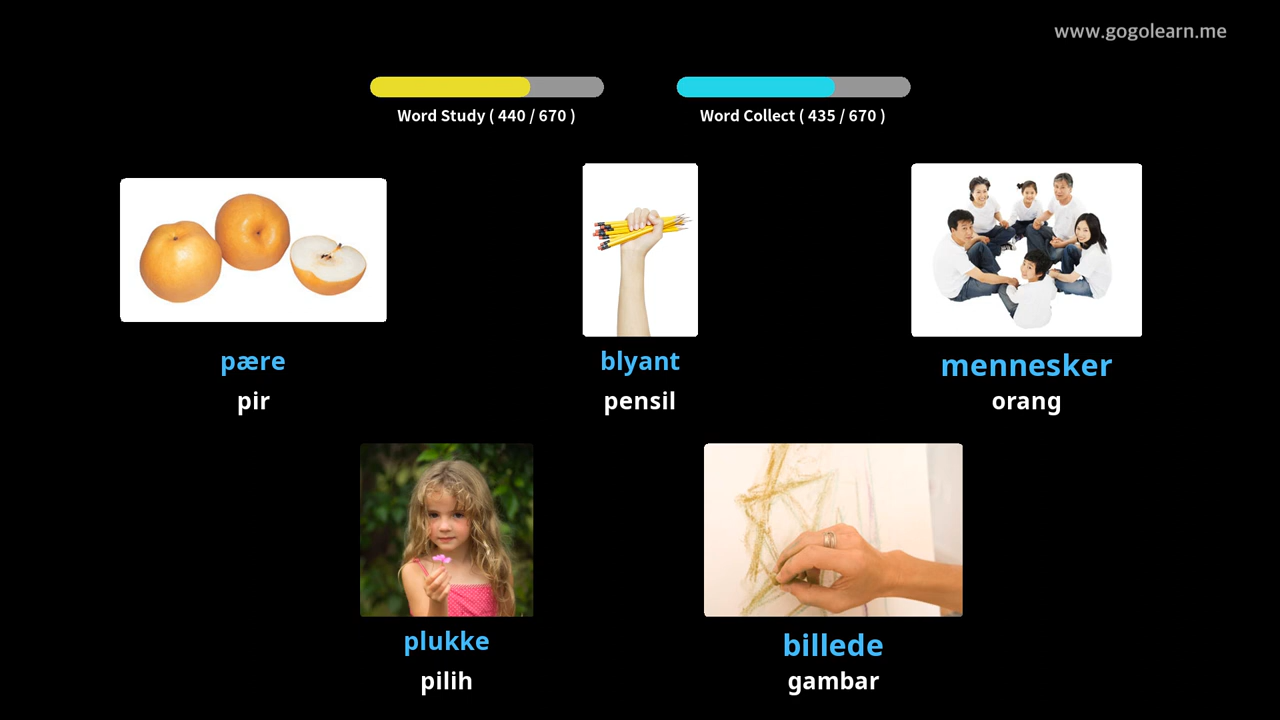 www.gogolearn.me
Word Study ( 440 / 670 )
Word Collect ( 435 / 670 )
pære
pir
blyant
pensil
mennesker
orang
plukke
pilih
billede
gambar